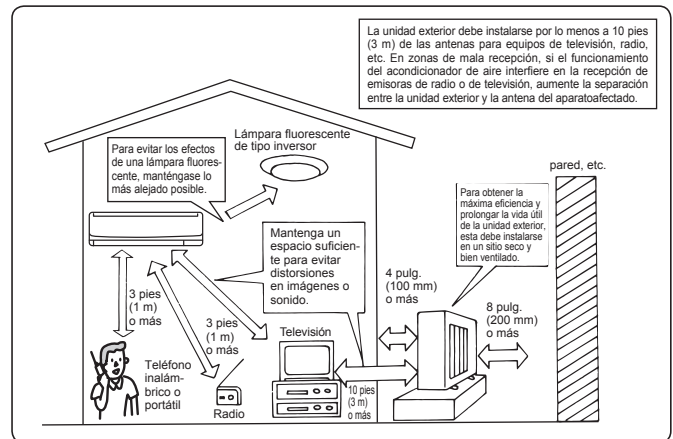 La unidad exterior debe instalarse por lo menos a 10 pies
(3 m) de las antenas para equipos de televisión, radio,
etc. En zonas de mala recepción, si el funcionamiento
del acondicionador de aire interfiere en la recepción de
emisoras de radio o de televisión, aumente la separación
entre la unidad exterior y la antena del aparatoafectado.
Para evitar los efectos
de una lámpara fluores-
cente, manténgase lo
más alejado posible.
Lámpara fluorescente
de tipo inversor
pared, etc.
Para obtener la
máxima eficiencia y
prolongar la vida útil
de la unidad exterior,
esta debe instalarse
en un sitio seco y
bien ventilado.
Mantenga un
espacio suficien-
te para evitar
distorsiones
en imágenes o
sonido.
4 pulg.
(100 mm)
o más
8 pulg.
(200 mm)
o más
3 pies
(1 m)
o más
3 pies
(1 m)
o más
Televisión
Teléfono
inalám-
brico o
portátil
Radio
10 pies
(3 m)
o más